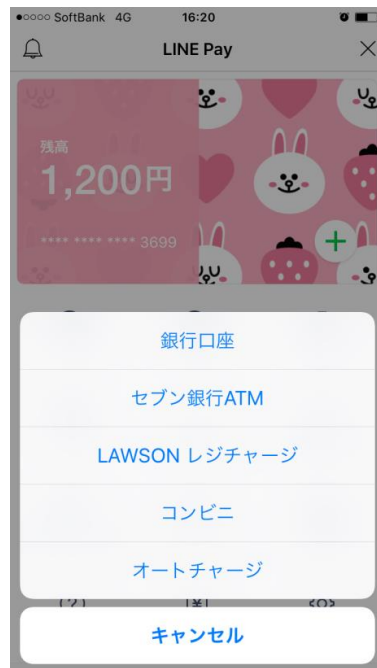 SoftBank 4G 16:20
LINE Pay
残高
1,200円
**** **** **** 3699
銀行口座
セブン銀行ATM
LAWSON レジチャージ
コンビニ
オートチャージ
キャンセル